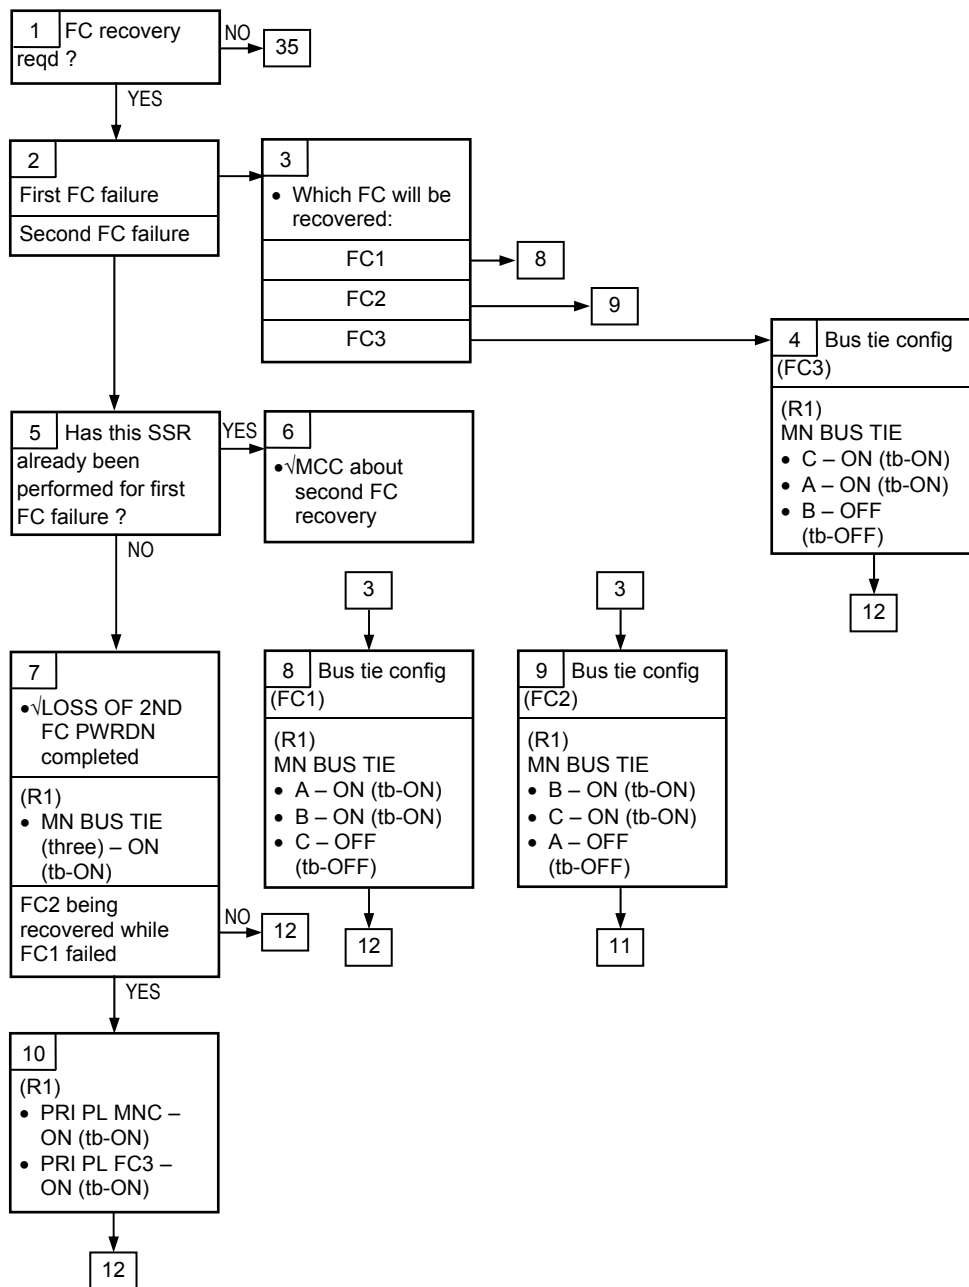 1 FC recovery
reqd ?
NO
35
YES
2
First FC failure
Second FC failure
3
• Which FC will be
recovered:
FC1
8
FC2
9
FC3
4 Bus tie config
(FC3)
(R1)
MN BUS TIE
• C – ON (tb-ON)
• A – ON (tb-ON)
• B – OFF
(tb-OFF)
12
5 Has this SSR
already been
performed for first
FC failure ?
YES
6
•√MCC about
second FC
recovery
NO
7
•√LOSS OF 2ND
FC PWRDN
completed
(R1)
• MN BUS TIE
(three) – ON
(tb-ON)
FC2 being
recovered while
FC1 failed
NO
12
YES
3
8 Bus tie config
(FC1)
(R1)
MN BUS TIE
• A – ON (tb-ON)
• B – ON (tb-ON)
• C – OFF
(tb-OFF)
12
3
9 Bus tie config
(FC2)
(R1)
MN BUS TIE
• B – ON (tb-ON)
• C – ON (tb-ON)
• A – OFF
(tb-OFF)
11
10
(R1)
• PRI PL MNC –
ON (tb-ON)
• PRI PL FC3 –
ON (tb-ON)
12